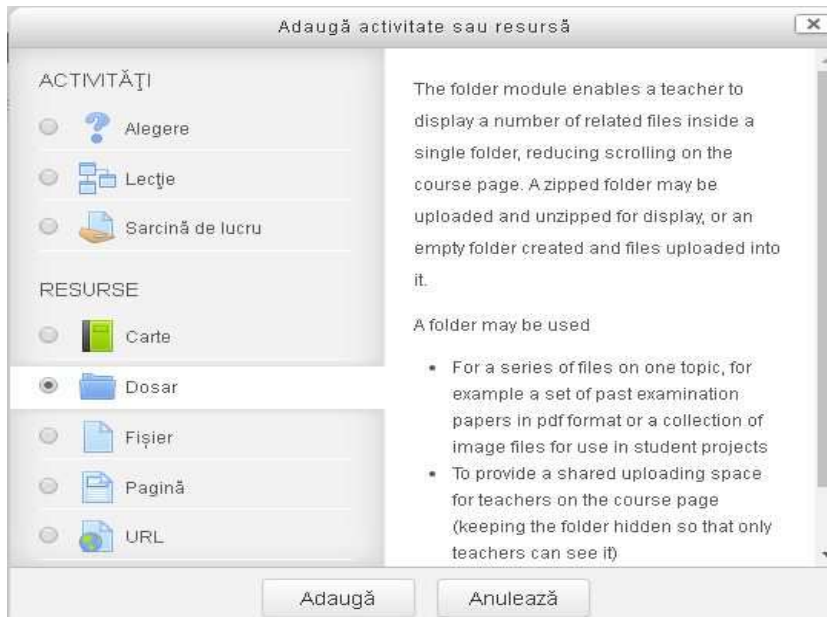 Adaugă activitate sau resursă
ACTIVITĂŢI
Alegere
Lecţie
Sarcină de lucru
RESURSE
Carte
Dosar
Fișier
Pagină
URL
The folder module enables a teacher to
display a number of related files inside a
single folder, reducing scrolling on the
course page. A zipped folder may be
uploaded and unzipped for display, or an
empty folder created and files uploaded into
it.
A folder may be used
• For a series of files on one topic, for
example a set of past examination
papers in pdf format or a collection of
image files for use in student projects
• To provide a shared uploading space
for teachers on the course page
(keeping the folder hidden so that only
teachers can see it)
Adaugă
Anulează